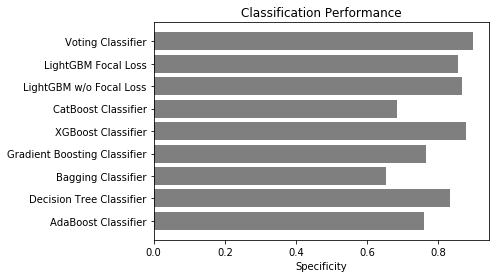 Classification Performance
Voting Classifier
LightGBM Focal Loss
LightGBM w/o Focal Loss
CatBoost Classifier
XGBoost Classifier
Gradient Boosting Classifier
Bagging Classifier
Decision Tree Classifier
AdaBoost Classifier
0.0 0.2 0.4 0.6 0.8
Specificity